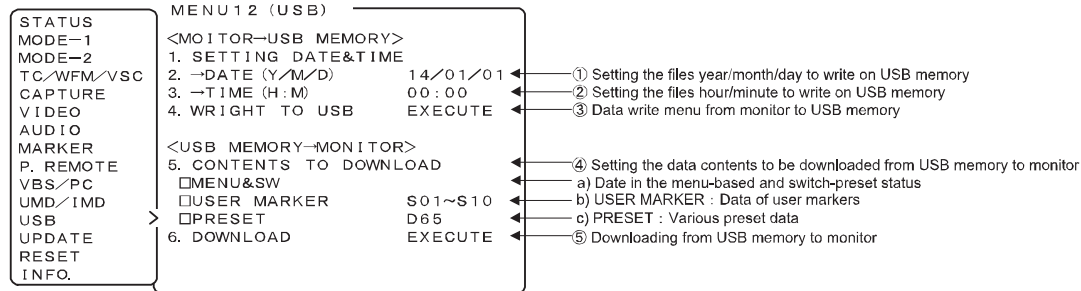 STATUS
MODE-1
MODE-2
TC/WFM/VSC
CAPTURE
VIDEO
AUDIO
MARKER
P. REMOTE
VBS/PC
UMD/IMD
USB >
UPDATE
RESET
INFO.
MENU12 (USB)
<MOITOR→USB MEMORY>
1. SETTING DATE&TIME
2. →DATE (Y/M/D) 14/01/01 ① Setting the files year/month/day to write on USB memory
3. →TIME (H:M) 00:00 ② Setting the files hour/minute to write on USB memory
4. WRIGHT TO USB EXECUTE ③ Data write menu from monitor to USB memory
<USB MEMORY→MONITOR>
5. CONTENTS TO DOWNLOAD ④ Setting the data contents to be downloaded from USB memory to monitor
□MENU&SW a) Date in the menu-based and switch-preset status
□USER MARKER S01~S10 b) USER MARKER : Data of user markers
□PRESET D65 c) PRESET : Various preset data
6. DOWNLOAD EXECUTE ⑤ Downloading from USB memory to monitor